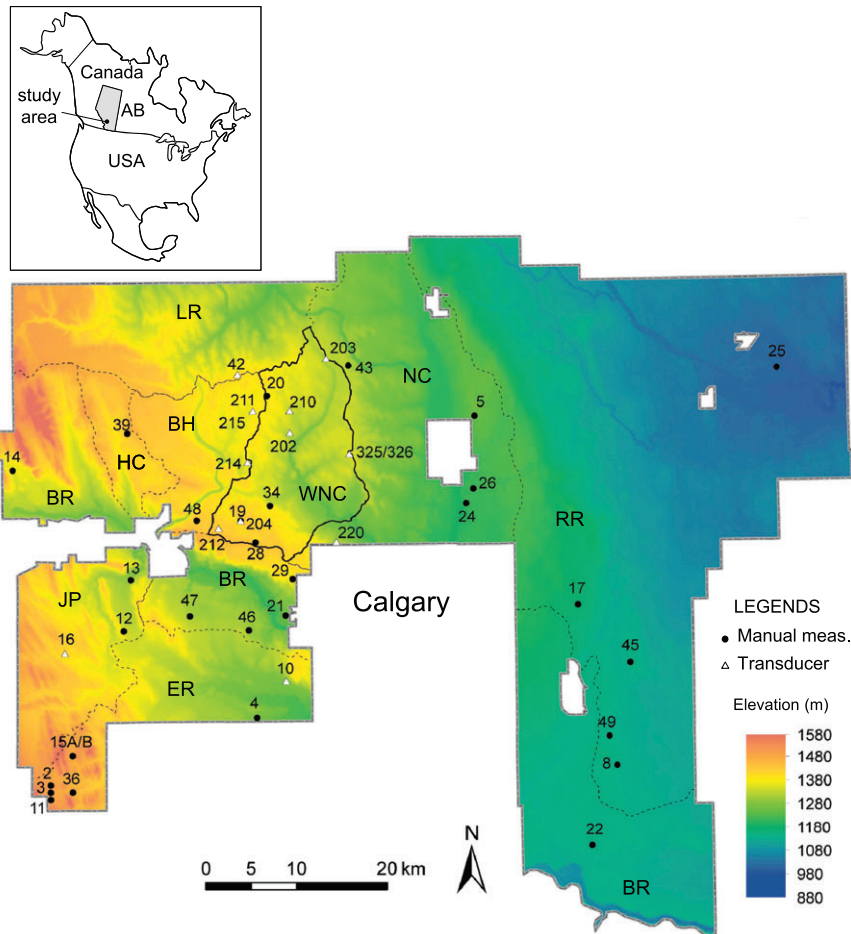 Canada
study
area
AB
USA
LR
203
42
43
NC
25
20
211
210
5
215
BH
39
202
325/326
14
HC
214
26
BR
WNC
34
48
19
24
204
RR
220
212
28
13
BR
29
JP
Calgary
17
LEGENDS
47
21
12
46
Manual meas.
16
45
Transducer
10
ER
4
Elevation (m)
49
1580
15A/B
1480
8
1380
2
36
3
1280
11
22
1180
N
1080
0 10 20 km
980
BR
880